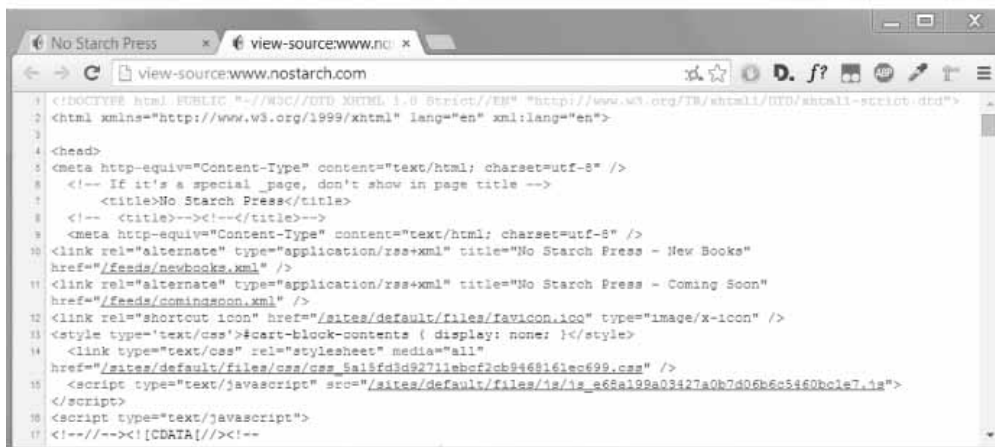 No Starch Press × view-source:www.no ×
view-source:www.nostarch.com D. f? ABP
1 <!DOCTYPE html PUBLIC "-//W3C//DTD XHTML 1.0 Strict//EN" "http://www.w3.org/TR/xhtml1/DTD/xhtml1-strict.dtd">
2 <html xmlns="http://www.w3.org/1999/xhtml" lang="en" xml:lang="en">
3
4 <head>
5 <meta http-equiv="Content-Type" content="text/html; charset=utf-8" />
6 <!-- If it's a special _page, don't show in page title -->
7 <title>No Starch Press</title>
8 <!-- <title>--><!--</title>-->
9 <meta http-equiv="Content-Type" content="text/html; charset=utf-8" />
10 <link rel="alternate" type="application/rss+xml" title="No Starch Press - New Books"
href="/feeds/newbooks.xml" />
11 <link rel="alternate" type="application/rss+xml" title="No Starch Press - Coming Soon"
href="/feeds/comingsoon.xml" />
12 <link rel="shortcut icon" href="/sites/default/files/favicon.ico" type="image/x-icon" />
13 <style type='text/css'>#cart-block-contents { display: none; }</style>
14 <link type="text/css" rel="stylesheet" media="all"
href="/sites/default/files/css/css_5a15fd3d92711ebcf2cb9468161ec699.css" />
15 <script type="text/javascript" src="/sites/default/files/js/js_e68a199a03427a0b7d06b6c5460bc1e7.js">
</script>
16 <script type="text/javascript">
17 <!--//--><![CDATA[//><!--